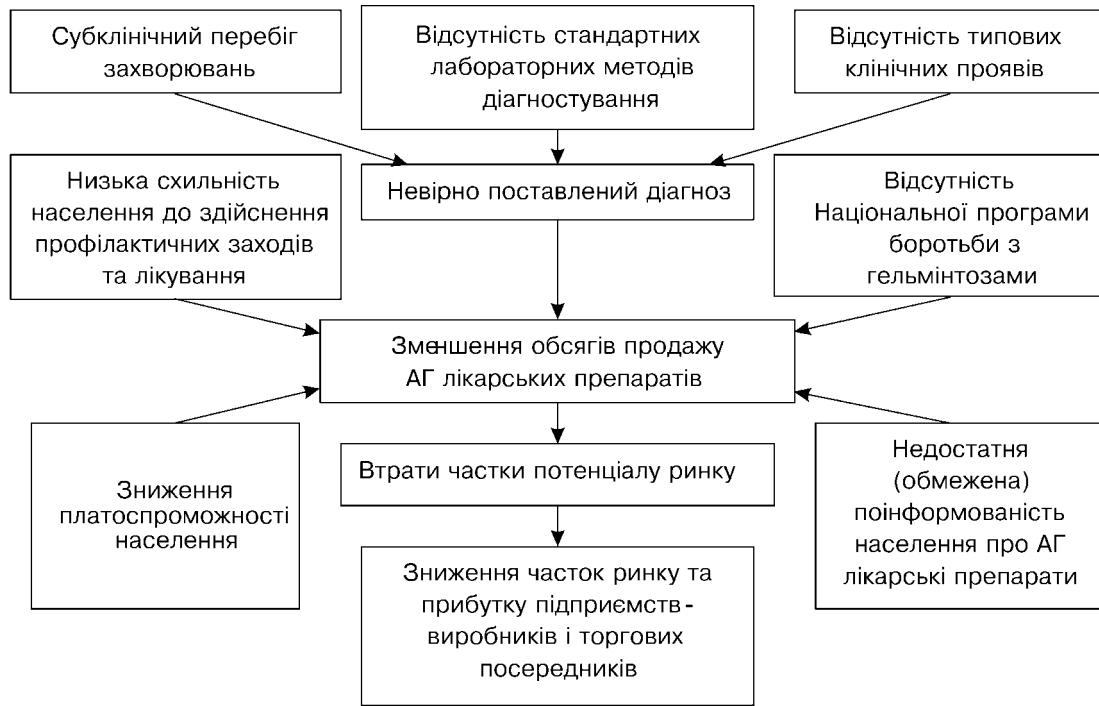 Субклінічний перебіг
захворювань
Відсутність стандартних
лабораторних методів
діагностування
Відсутність типових
клінічних проявів
Низька схильність
населення до здійснення
профілактичних заходів
та лікування
Невірно поставлений діагноз
Відсутність
Національної програми
боротьби з
гельмінтозами
Зменшення обсягів продажу
АГ лікарських препаратів
Зниження
платоспроможності
населення
Втрати частки потенціалу ринку
Недостатня
(обмежена)
поінформованість
населення про АГ
лікарські препарати
Зниження часток ринку та
прибутку підприємств-
виробників і торгових
посередників